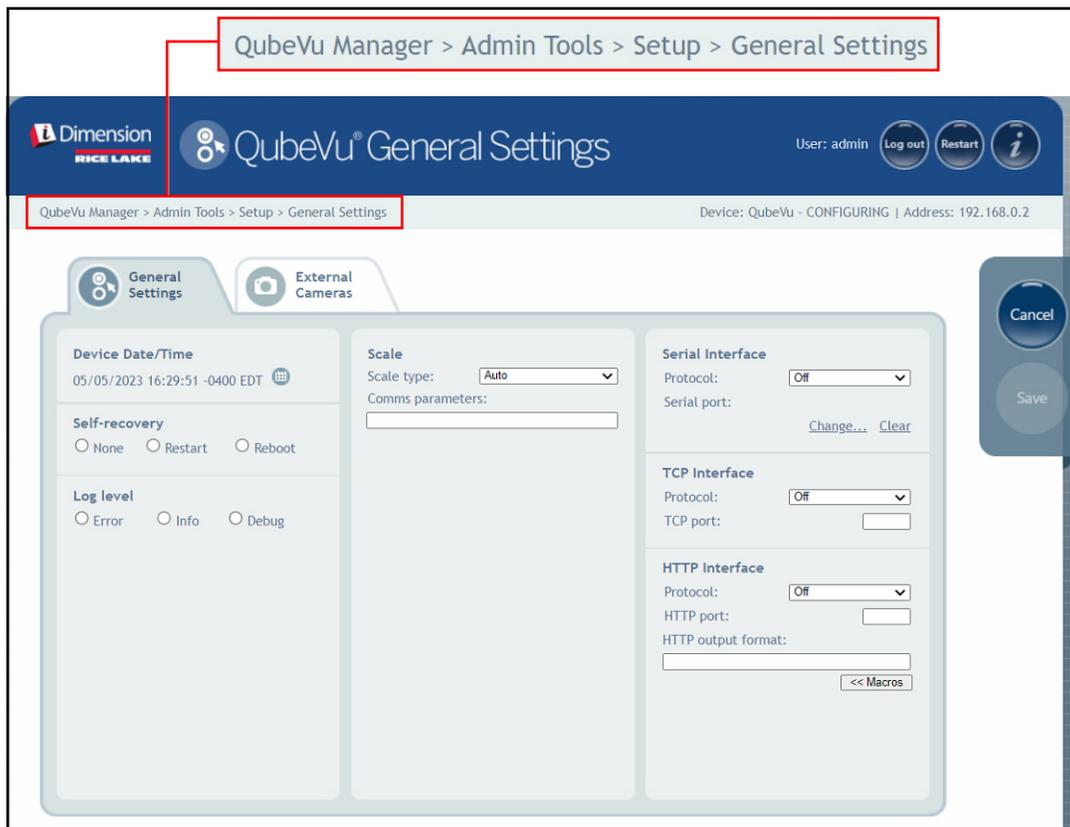 QubeVu Manager > Admin Tools > Setup > General Settings
i Dimension
RICE LAKE
QubeVu® General Settings
User: admin
Log out
Restart
i
QubeVu Manager > Admin Tools > Setup > General Settings
Device: QubeVu - CONFIGURING | Address: 192.168.0.2
General
Settings
External
Cameras
Cancel
Save
Device Date/Time
05/05/2023 16:29:51 -0400 EDT
Self-recovery
None Restart Reboot
Log level
Error Info Debug
Scale
Scale type: Auto
Comms parameters:
Serial Interface
Protocol: Off
Serial port:
Change... Clear
TCP Interface
Protocol: Off
TCP port:
HTTP Interface
Protocol: Off
HTTP port:
HTTP output format:
<< Macros